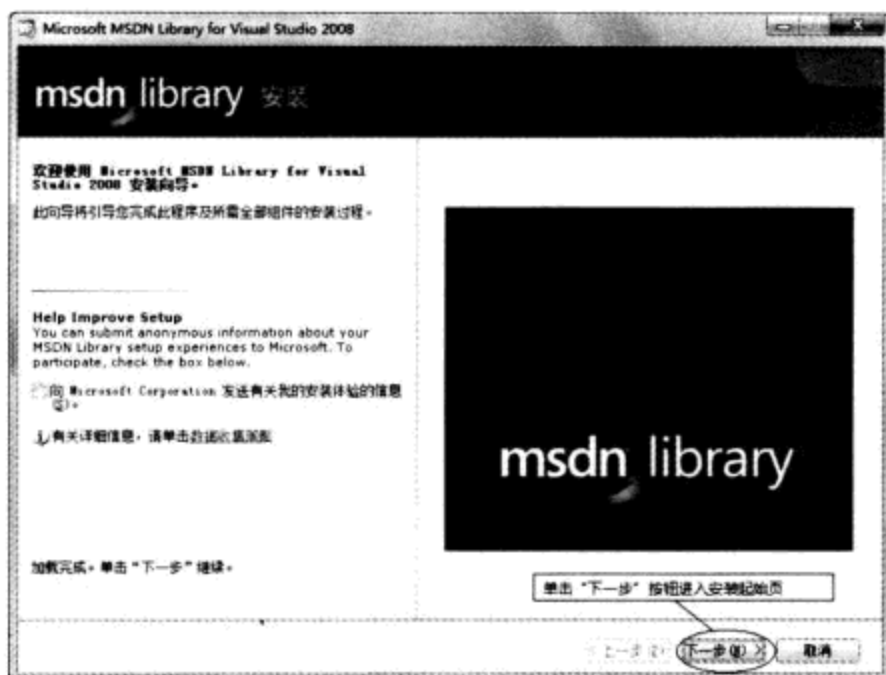 Microsoft MSDN Library for Visual Studio 2008
msdn library 安装
欢迎使用 Microsoft MSDN Library for Visual
Studio 2008 安装向导。
此向导将引导您完成此程序及所需全部组件的安装过程。
Help Improve Setup
You can submit anonymous information about your
MSDN Library setup experiences to Microsoft. To
participate, check the box below.
向 Microsoft Corporation 发送有关我的安装体验的信息
(S)。
有关详细信息，请单击数据收集策略
msdn library
加载完成。单击“下一步”继续。
单击“下一步”按钮进入安装起始页
< 上一步(P) 下一步(N) > 取消